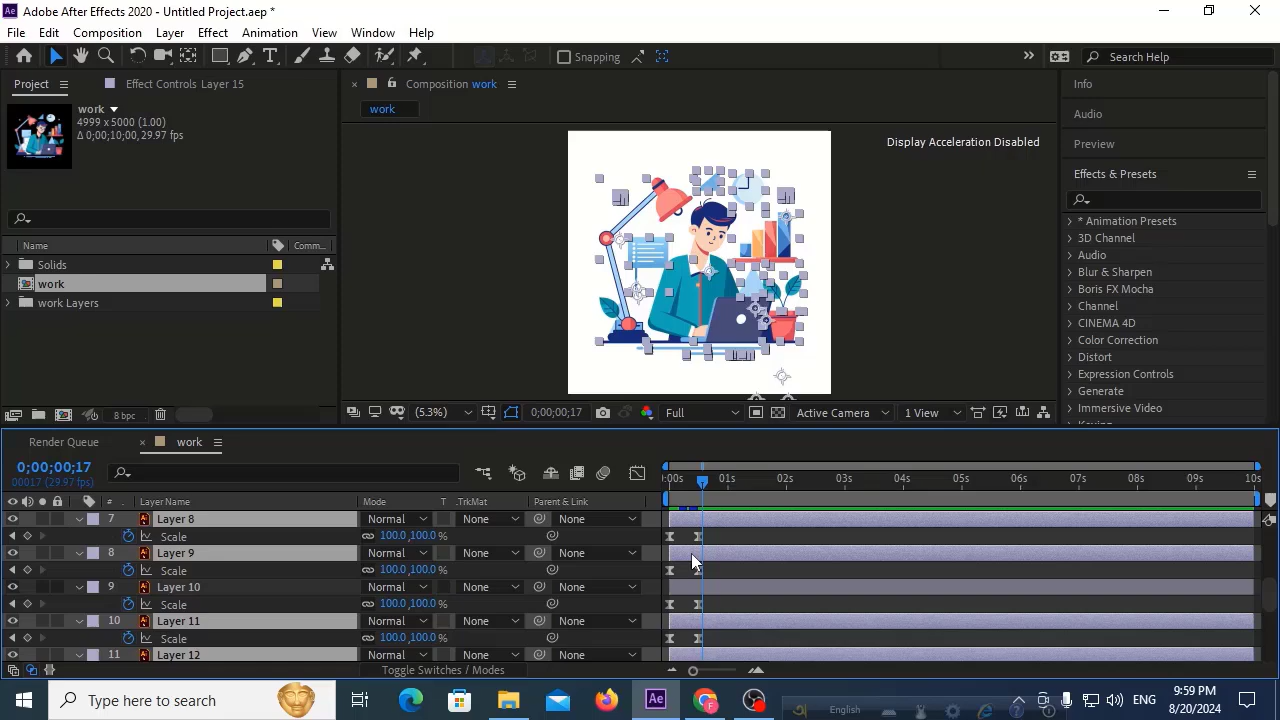 Ae Adobe After Effects 2020 - Untitled Project.aep *
File Edit Composition Layer Effect Animation View Window Help
Snapping
Search Help
Project
Effect Controls Layer 15
Composition work
work
work
4999 x 5000 (1.00)
Δ 0;00;10;00, 29.97 fps
Name Comm...
Solids
work
work Layers
8 bpc
Display Acceleration Disabled
(5.3%) 0;00;00;17 Full Active Camera 1 View
Info
Audio
Preview
Effects & Presets
* Animation Presets
3D Channel
Audio
Blur & Sharpen
Boris FX Mocha
Channel
CINEMA 4D
Color Correction
Distort
Expression Controls
Generate
Immersive Video
Render Queue
work
0;00;00;17
00017 (29.97 fps)
:00s 01s 02s 03s 04s 05s 06s 07s 08s 09s 10s
# Layer Name Mode T .TrkMat Parent & Link
7 Layer 8 Normal None None
Scale 100.0,100.0 %
8 Layer 9 Normal None None
Scale 100.0,100.0 %
9 Layer 10 Normal None None
Scale 100.0,100.0 %
10 Layer 11 Normal None None
Scale 100.0,100.0 %
11 Layer 12 Normal None None
Toggle Switches / Modes
Type here to search
Ae
F
English
ENG
9:59 PM
8/20/2024